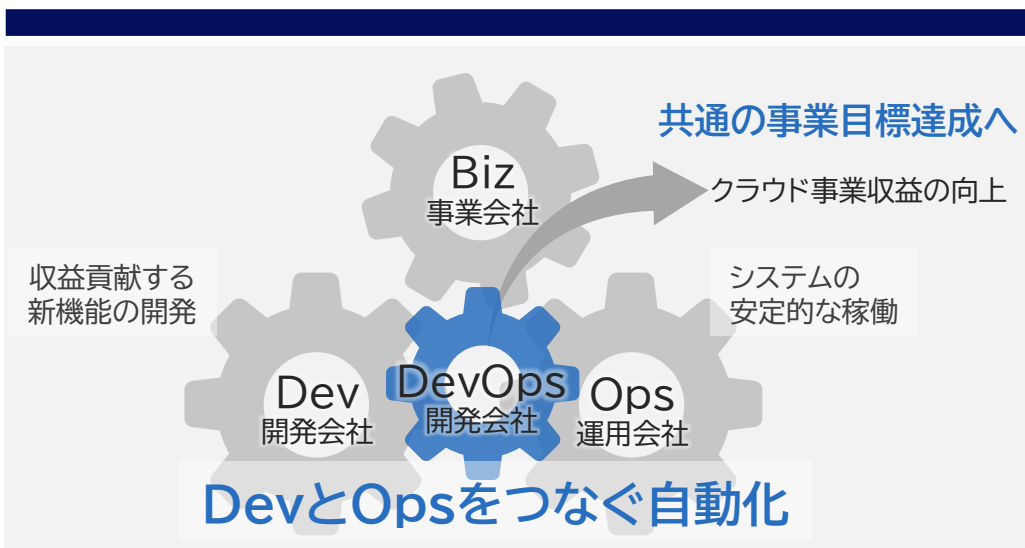 共通の事業目標達成へ
Biz
事業会社
クラウド事業収益の向上
収益貢献する
新機能の開発
システムの
安定的な稼働
Dev
開発会社
DevOps
開発会社
Ops
運用会社
DevとOpsをつなぐ自動化